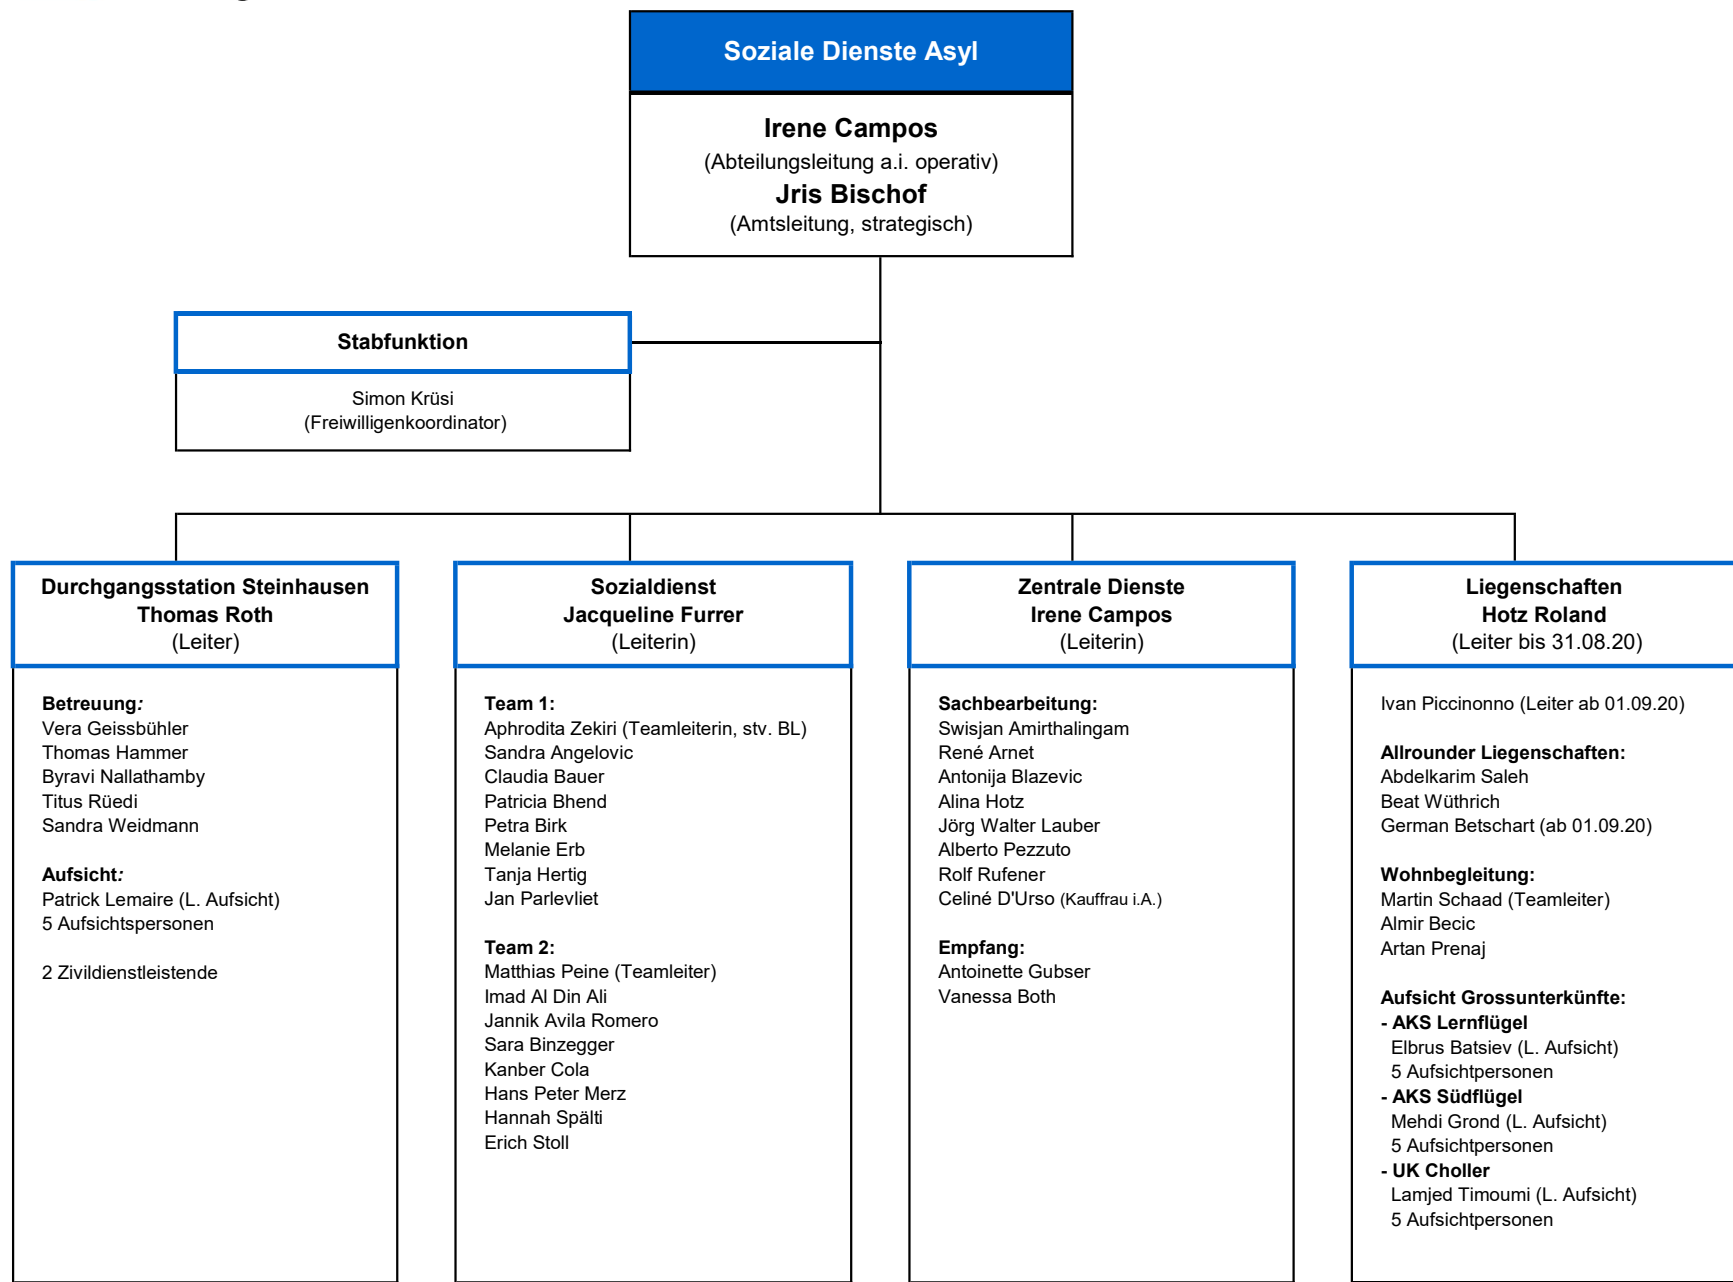 Soziale Dienste Asyl
Irene Campos
(Abteilungsleitung a.i. operativ)
Jris Bischof
(Amtsleitung, strategisch)
Stabfunktion
Simon Krüsi
(Freiwilligenkoordinator)
Durchgangsstation Steinhausen
Thomas Roth
(Leiter)
Betreuung:
Vera Geissbühler
Thomas Hammer
Byravi Nallathamby
Titus Rüedi
Sandra Weidmann
Aufsicht:
Patrick Lemaire (L. Aufsicht)
5 Aufsichtspersonen
2 Zivildienstleistende
Sozialdienst
Jacqueline Furrer
(Leiterin)
Team 1:
Aphrodita Zekiri (Teamleiterin, stv. BL)
Sandra Angelovic
Claudia Bauer
Patricia Bhend
Petra Birk
Melanie Erb
Tanja Hertig
Jan Parlevliet
Team 2:
Matthias Peine (Teamleiter)
Imad Al Din Ali
Jannik Avila Romero
Sara Binzegger
Kanber Cola
Hans Peter Merz
Hannah Spälti
Erich Stoll
Zentrale Dienste
Irene Campos
(Leiterin)
Sachbearbeitung:
Swisjan Amirthalingam
René Arnet
Antonija Blazevic
Alina Hotz
Jörg Walter Lauber
Alberto Pezzuto
Rolf Rufener
Celiné D'Urso (Kauffrau i.A.)
Empfang:
Antoinette Gubser
Vanessa Both
Liegenschaften
Hotz Roland
(Leiter bis 31.08.20)
Ivan Piccinonno (Leiter ab 01.09.20)
Allrounder Liegenschaften:
Abdelkarim Saleh
Beat Wüthrich
German Betschart (ab 01.09.20)
Wohnbegleitung:
Martin Schaad (Teamleiter)
Almir Becic
Artan Prenaj
Aufsicht Grossunterkünfte:
- AKS Lernflügel
Elbrus Batsiev (L. Aufsicht)
5 Aufsichtpersonen
- AKS Südflügel
Mehdi Grond (L. Aufsicht)
5 Aufsichtpersonen
- UK Choller
Lamjed Timoumi (L. Aufsicht)
5 Aufsichtpersonen